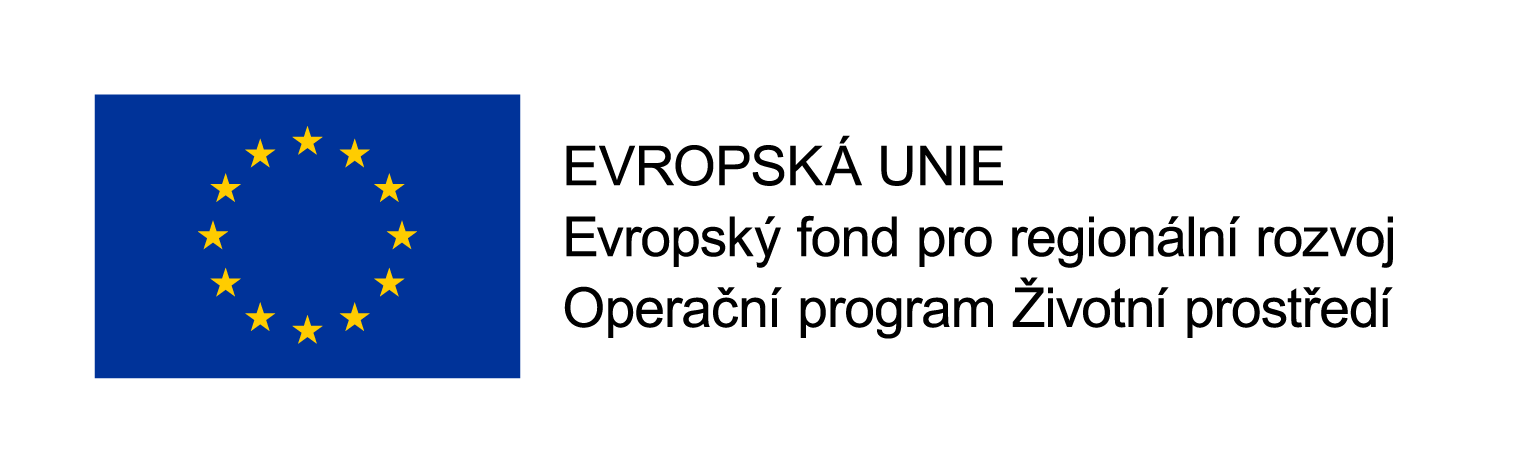 EVROPSKÁ UNIE
Evropský fond pro regionální rozvoj
Operační program Životní prostředí